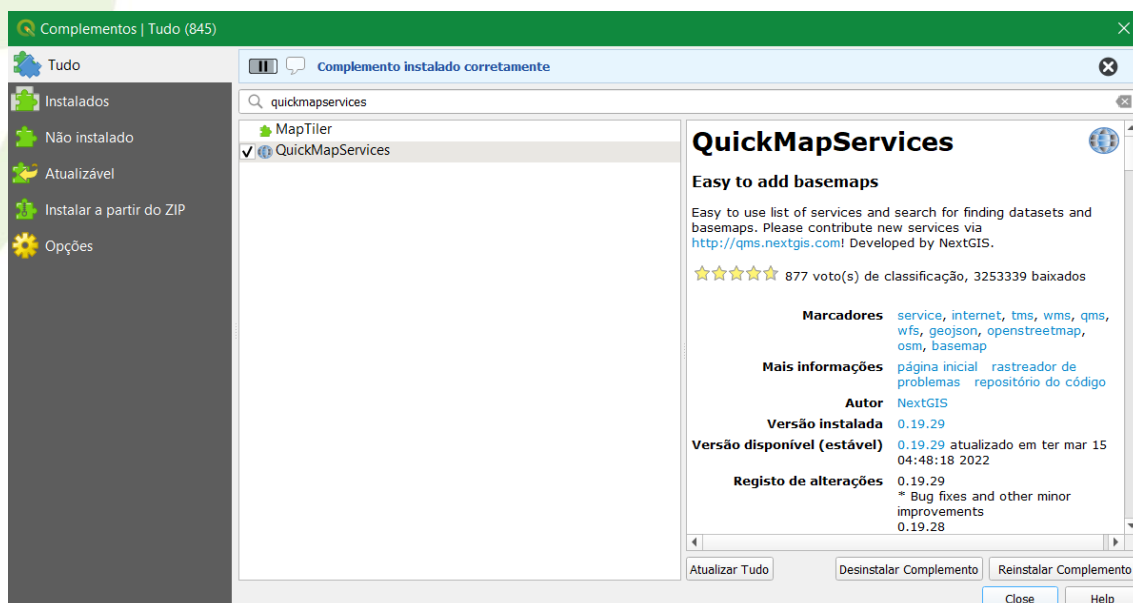 Complementos | Tudo (845)
Tudo
Instalados
Não instalado
Atualizável
Instalar a partir do ZIP
Opções
Complemento instalado corretamente
quickmapservices
MapTiler
QuickMapServices
QuickMapServices
Easy to add basemaps
Easy to use list of services and search for finding datasets and
basemaps. Please contribute new services via
http://qms.nextgis.com! Developed by NextGIS.
877 voto(s) de classificação, 3253339 baixados
Marcadores service, internet, tms, wms, qms,
wfs, geojson, openstreetmap,
osm, basemap
Mais informações página inicial rastreador de
problemas repositório do código
Autor NextGIS
Versão instalada 0.19.29
Versão disponível (estável) 0.19.29 atualizado em ter mar 15
04:48:18 2022
Registo de alterações 0.19.29
* Bug fixes and other minor
improvements
0.19.28
Atualizar Tudo Desinstalar Complemento Reinstalar Complemento
Close Help